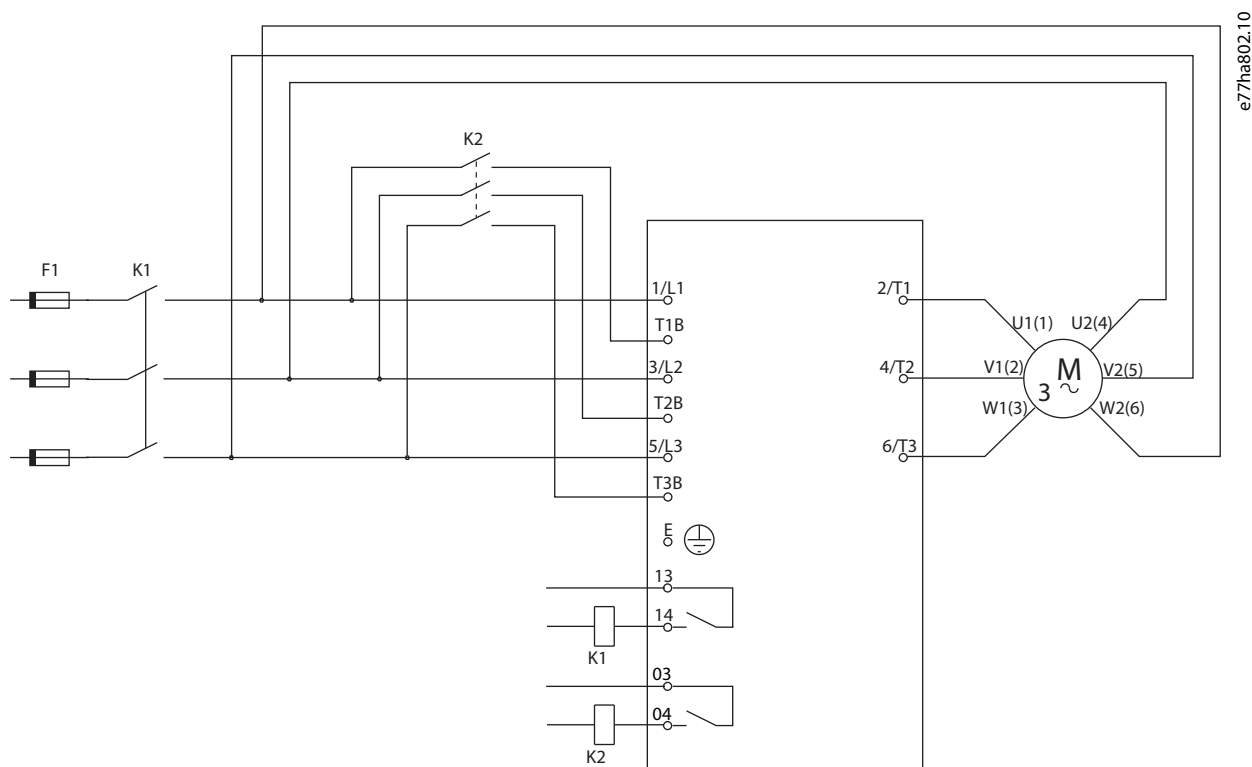 e77ha802.10
K2
F1
K1
1/L1
T1B
3/L2
T2B
5/L3
T3B
E
13
14
K1
03
04
K2
2/T1
4/T2
6/T3
U1(1)
U2(4)
V1(2)
M
3
V2(5)
W1(3)
W2(6)